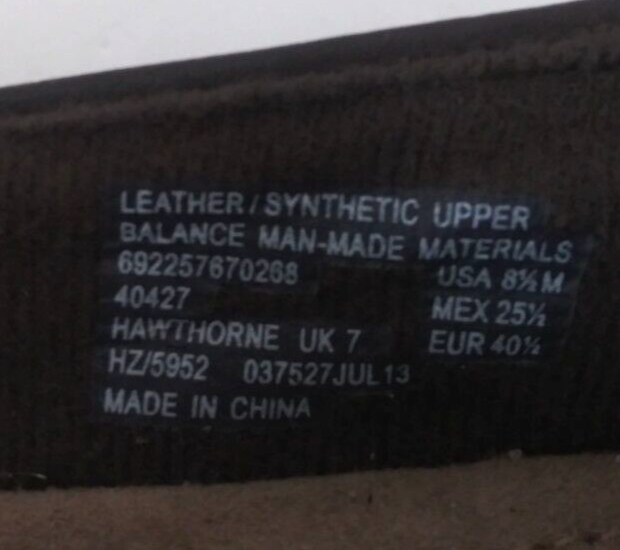 LEATHER / SYNTHETIC UPPER
BALANCE MAN-MADE MATERIALS
692257670268 USA 8½ M
40427 MEX 25½
HAWTHORNE UK 7 EUR 40½
HZ/5952 037527JUL13
MADE IN CHINA